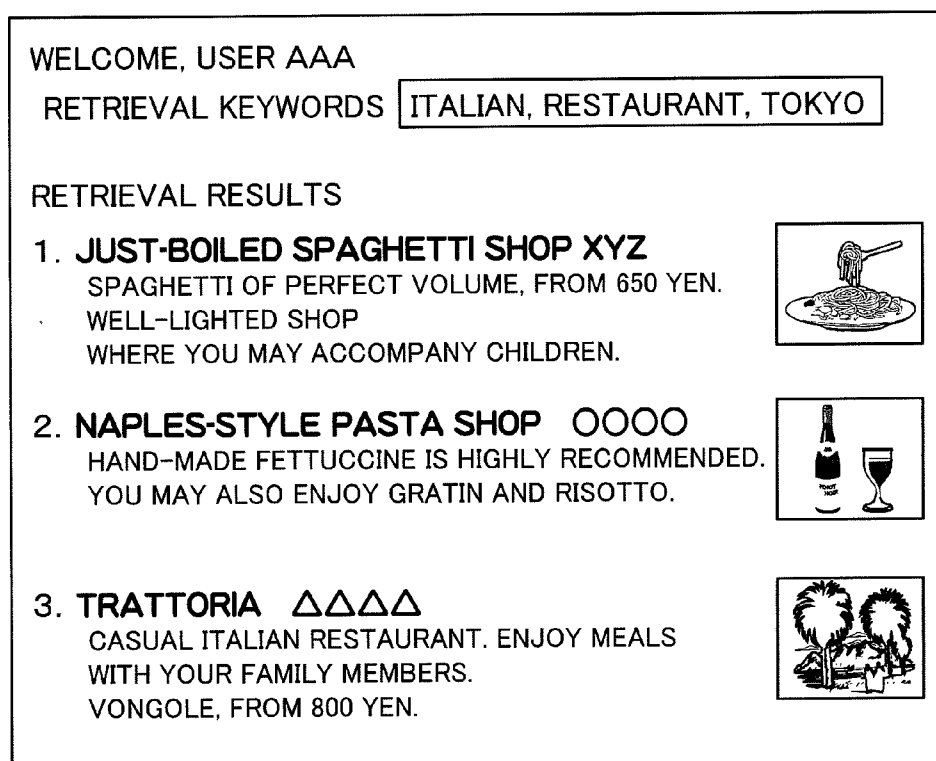 WELCOME, USER AAA
RETRIEVAL KEYWORDS ITALIAN, RESTAURANT, TOKYO
RETRIEVAL RESULTS
1. JUST-BOILED SPAGHETTI SHOP XYZ
SPAGHETTI OF PERFECT VOLUME, FROM 650 YEN.
WELL-LIGHTED SHOP
WHERE YOU MAY ACCOMPANY CHILDREN.
2. NAPLES-STYLE PASTA SHOP ○○○○
HAND-MADE FETTUCCINE IS HIGHLY RECOMMENDED.
YOU MAY ALSO ENJOY GRATIN AND RISOTTO.
PINOT
NOIR
3. TRATTORIA △△△△
CASUAL ITALIAN RESTAURANT. ENJOY MEALS
WITH YOUR FAMILY MEMBERS.
VONGOLE, FROM 800 YEN.